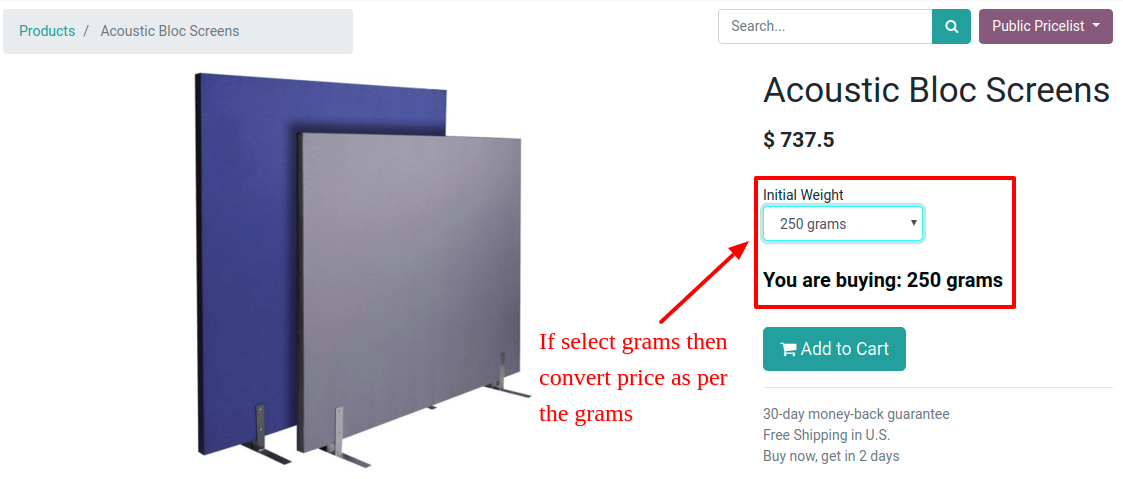 Products / Acoustic Bloc Screens
Search...
Public Pricelist
Acoustic Bloc Screens
$ 737.5
Initial Weight
250 grams
You are buying: 250 grams
If select grams then
convert price as per
the grams
Add to Cart
30-day money-back guarantee
Free Shipping in U.S.
Buy now, get in 2 days